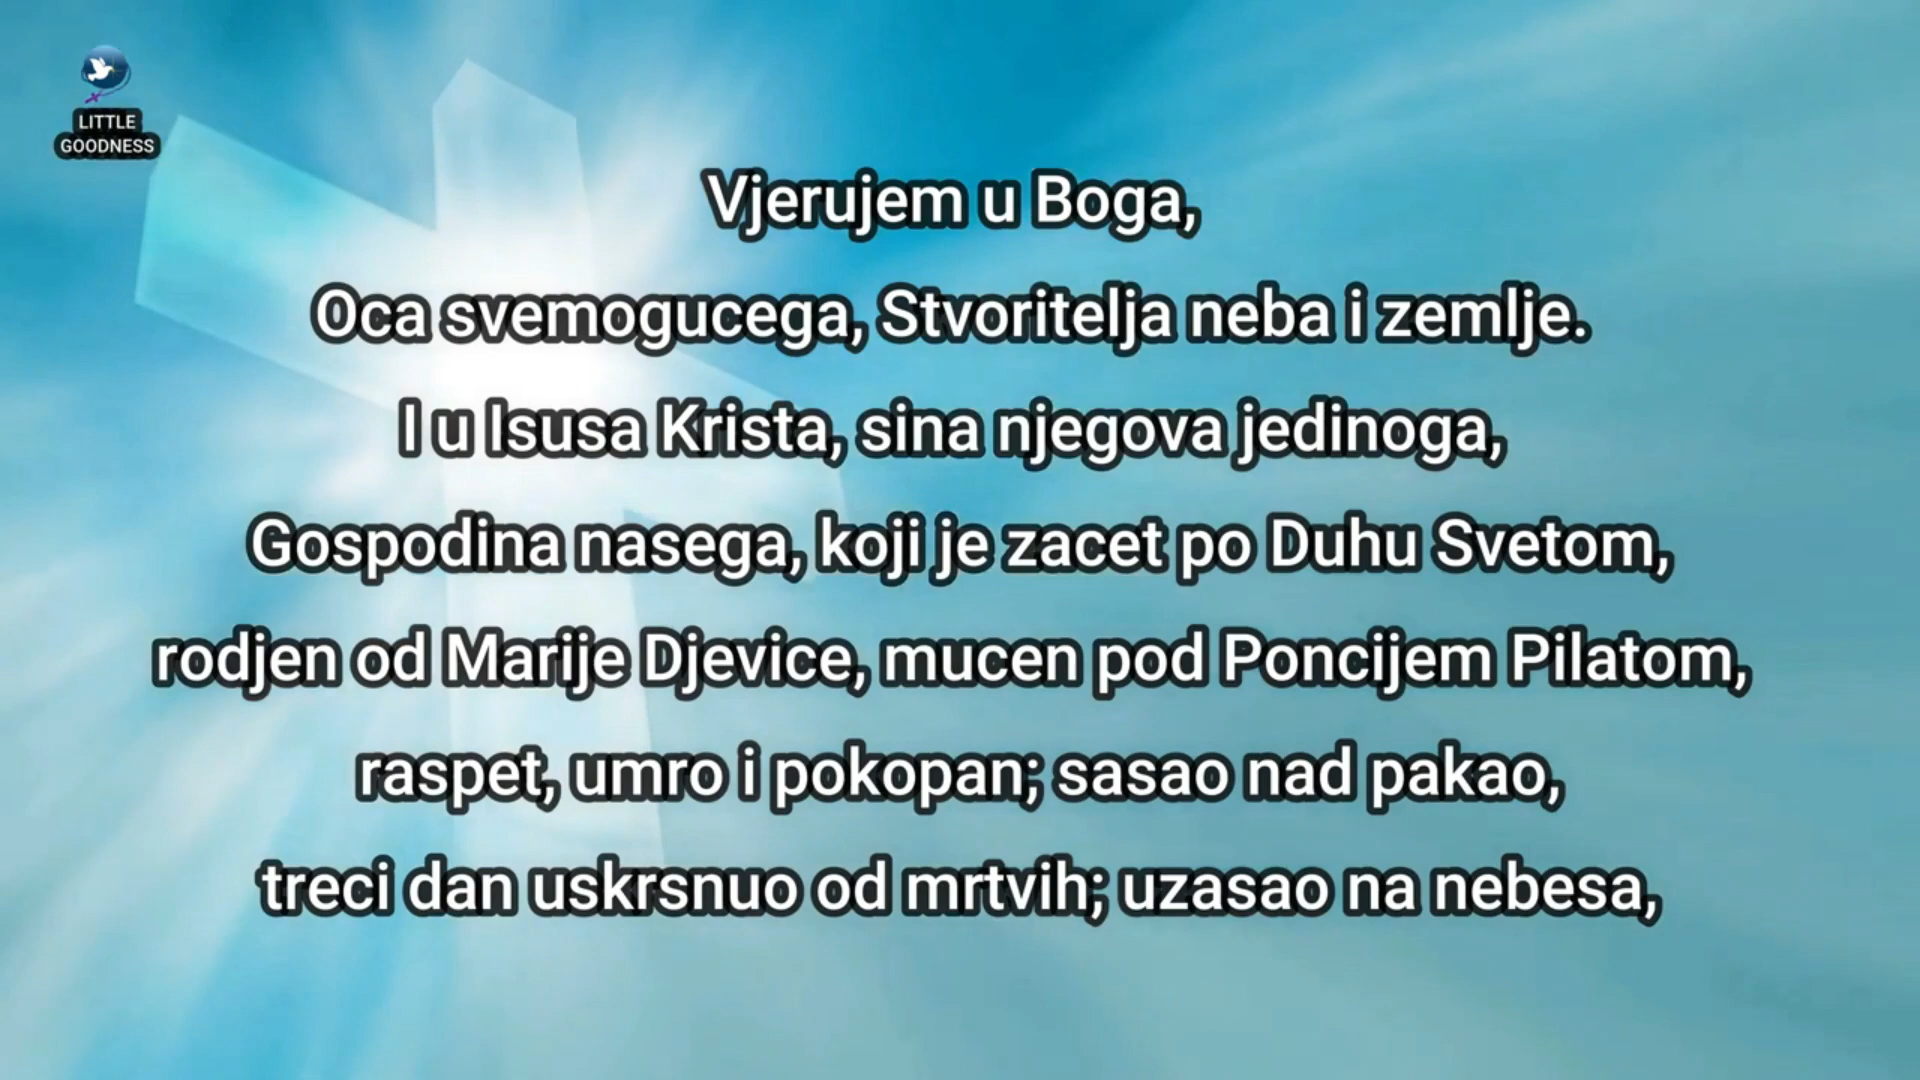 LITTLE
GOODNESS
Vjerujem u Boga,
Oca svemogucega, Stvoritelja neba i zemlje.
I u Isusa Krista, sina njegova jedinoga,
Gospodina nasega, koji je zacet po Duhu Svetom,
rodjen od Marije Djevice, mucen pod Poncijem Pilatom,
raspet, umro i pokopan; sasao nad pakao,
treci dan uskrsnuo od mrtvih; uzasao na nebesa,